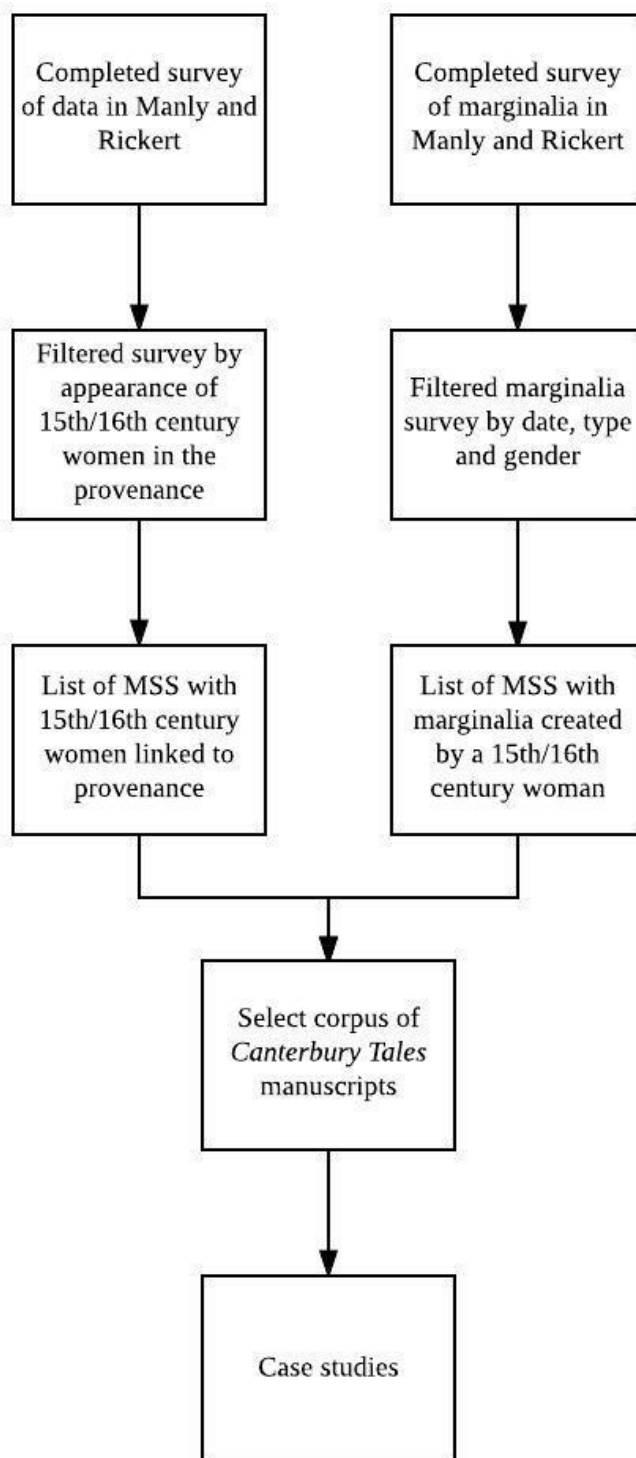 Completed survey
of data in Manly and
Rickert
Completed survey
of marginalia in
Manly and Rickert
Filtered survey by
appearance of
15th/16th century
women in the
provenance
Filtered marginalia
survey by date, type
and gender
List of MSS with
15th/16th century
women linked to
provenance
List of MSS with
marginalia created
by a 15th/16th
century woman
Select corpus of
Canterbury Tales
manuscripts
Case studies